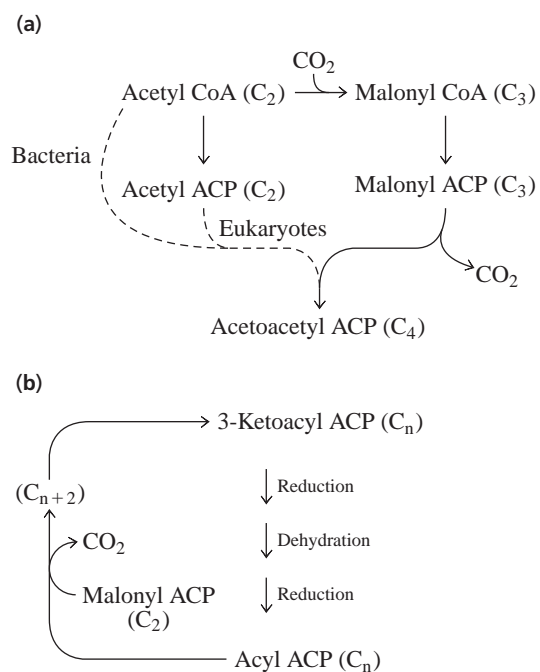 (a)
CO₂
Acetyl CoA (C₂) Malonyl CoA (C₃)
Bacteria
Acetyl ACP (C₂) Malonyl ACP (C₃)
Eukaryotes
CO₂
Acetoacetyl ACP (C₄)
(b)
3-Ketoacyl ACP (Cₙ)
Reduction
(Cₙ₊₂)
CO₂
Dehydration
Malonyl ACP
(C₂)
Reduction
Acyl ACP (Cₙ)